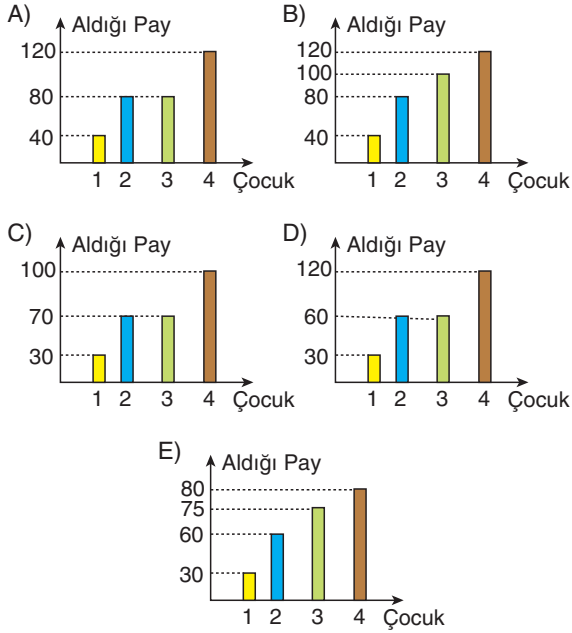 A) Aldığı Pay
120
80
40
1 2 3 4 Çocuk
B) Aldığı Pay
120
100
80
40
1 2 3 4 Çocuk
C) Aldığı Pay
100
70
30
1 2 3 4 Çocuk
D) Aldığı Pay
120
60
30
1 2 3 4 Çocuk
E) Aldığı Pay
80
75
60
30
1 2 3 4 Çocuk